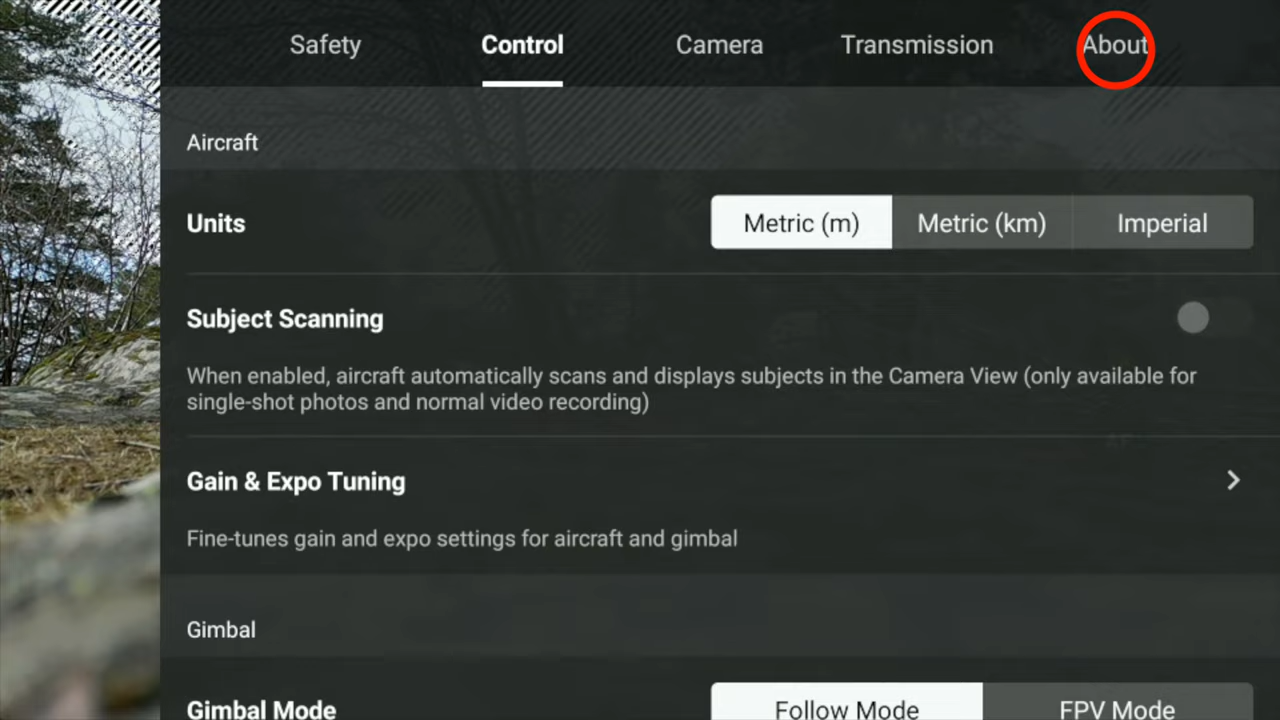 Safety Control Camera Transmission About
Aircraft
Units Metric (m) Metric (km) Imperial
Subject Scanning
When enabled, aircraft automatically scans and displays subjects in the Camera View (only available for
single-shot photos and normal video recording)
Gain & Expo Tuning
Fine-tunes gain and expo settings for aircraft and gimbal
Gimbal
Gimbal Mode Follow Mode FPV Mode